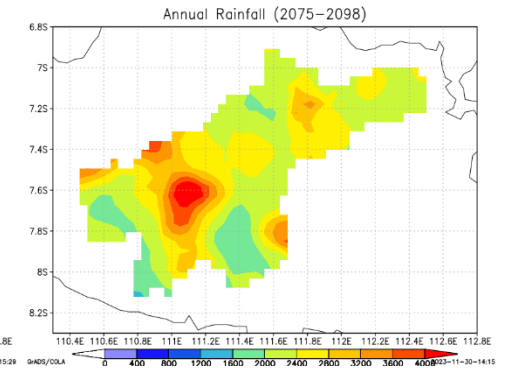 Annual Rainfall (2075-2098)
6.8S
7S
7.2S
7.4S
7.6S
7.8S
8S
8.2S
.8E 110.4E 110.6E 110.8E 111E 111.2E 111.4E 111.6E 111.8E 112E 112.2E 112.4E 112.6E 112.8E
15:29 GrADS/COLA 2023-11-30-14:15
0 400 800 1200 1600 2000 2400 2800 3200 3600 4000